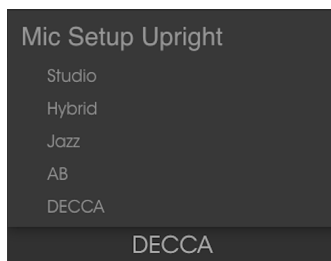 Mic Setup Upright
Studio
Hybrid
Jazz
AB
DECCA
DECCA